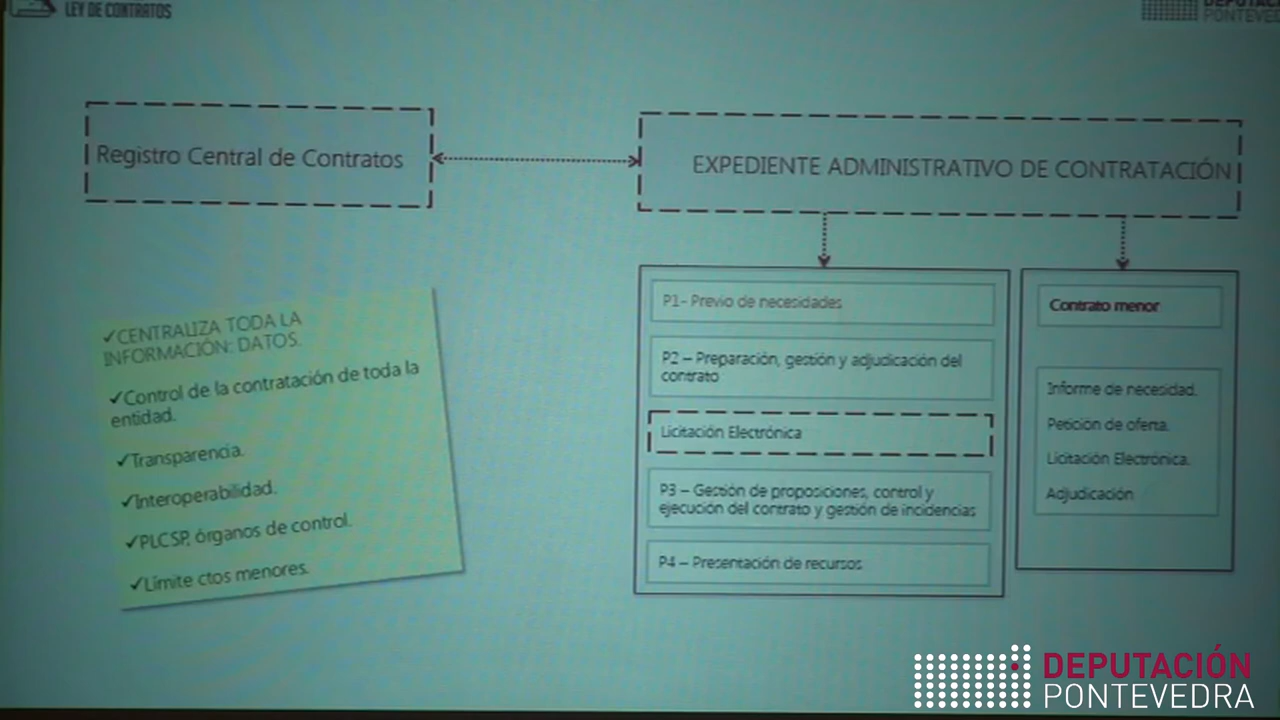 LEY DE CONTRATOS
DEPUTAC
PONTEVED
Registro Central de Contratos
EXPEDIENTE ADMINISTRATIVO DE CONTRATACIÓN
✓CENTRALIZA TODA LA
INFORMACIÓN: DATOS.
✓Control de la contratación de toda la
entidad.
✓Transparencia.
✓Interoperabilidad.
✓PLCSP, órganos de control.
✓Límite ctos menores.
P1- Previo de necesidades
P2 – Preparación, gestión y adjudicación del
contrato
Licitación Electrónica
P3 – Gestión de proposiciones, control y
ejecución del contrato y gestión de incidencias
P4 – Presentación de recursos
Contrato menor
Informe de necesidad.
Petición de oferta.
Licitación Electrónica.
Adjudicación
DEPUTACIÓN
PONTEVEDRA